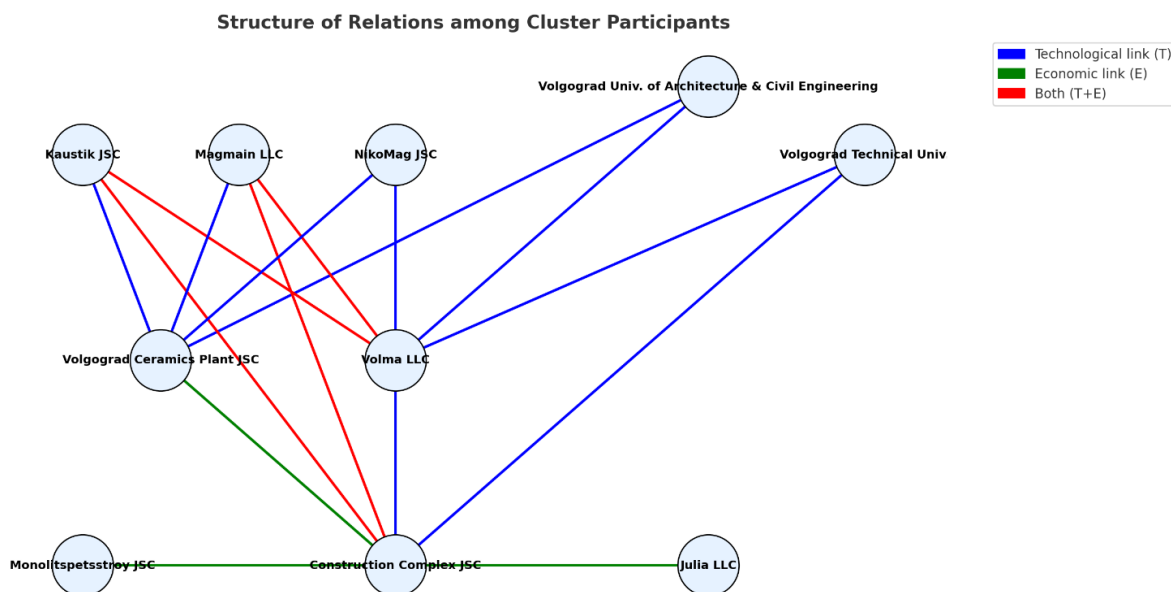 Structure of Relations among Cluster Participants
Technological link (T)
Economic link (E)
Both (T+E)
Volgograd Univ. of Architecture & Civil Engineering
Kaustik JSC
Magmain LLC
NikoMag JSC
Volgograd Technical Univ
Volgograd Ceramics Plant JSC
Volma LLC
Monolitspetsstroy JSC
Construction Complex JSC
Julia LLC